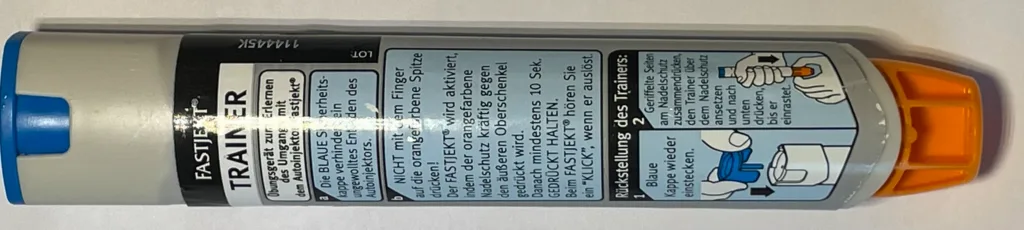 FASTJEKT®
TRAINER
LOT:
114445K
Übungsgerät zum Erlernen
des Umgangs mit
dem Autoinjektor Fastjekt®
a Die BLAUE Sicherheits-
kappe verhindert ein
ungewolltes Entladen des
Autoinjektors.
b NICHT mit dem Finger
auf die orangefarbene Spitze
drücken!
Der FASTJEKT® wird aktiviert,
indem der orangefarbene
Nadelschutz kräftig gegen
den äußeren Oberschenkel
gedrückt wird.
Danach mindestens 10 Sek.
GEDRÜCKT HALTEN.
Beim FASTJEKT® hören Sie
ein "KLICK", wenn er auslöst.
Rückstellung des Trainers:
1
Blaue
Kappe wieder
einstecken.
2
Geriffelte Seiten
am Nadelschutz
zusammendrücken,
den Trainer über
dem Nadelschutz
ansetzen
und nach
unten
drücken,
bis er
einrastet.